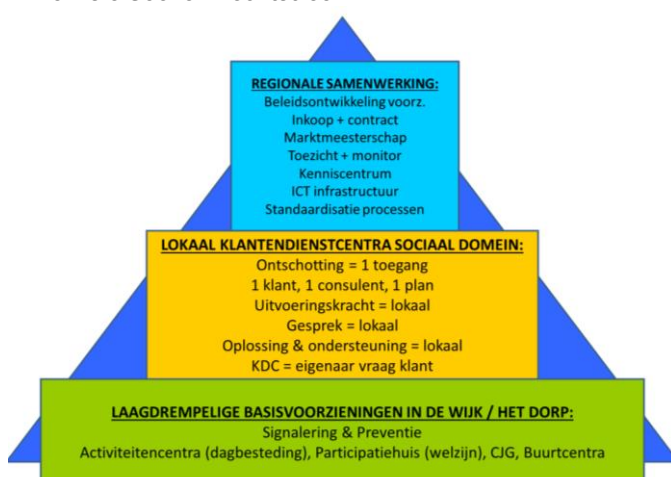 REGIONALE SAMENWERKING:
Beleidsontwikkeling voorz.
Inkoop + contract
Marktmeesterschap
Toezicht + monitor
Kenniscentrum
ICT infrastructuur
Standaardisatie processen
LOKAAL KLANTENDIENSTCENTRA SOCIAAL DOMEIN:
Ontschotting = 1 toegang
1 klant, 1 consulent, 1 plan
Uitvoeringskracht = lokaal
Gesprek = lokaal
Oplossing & ondersteuning = lokaal
KDC = eigenaar vraag klant
LAAGDREMPELIGE BASISVOORZIENINGEN IN DE WIJK / HET DORP:
Signalering & Preventie
Activiteitencentra (dagbesteding), Participatiehuis (welzijn), CJG, Buurtcentra